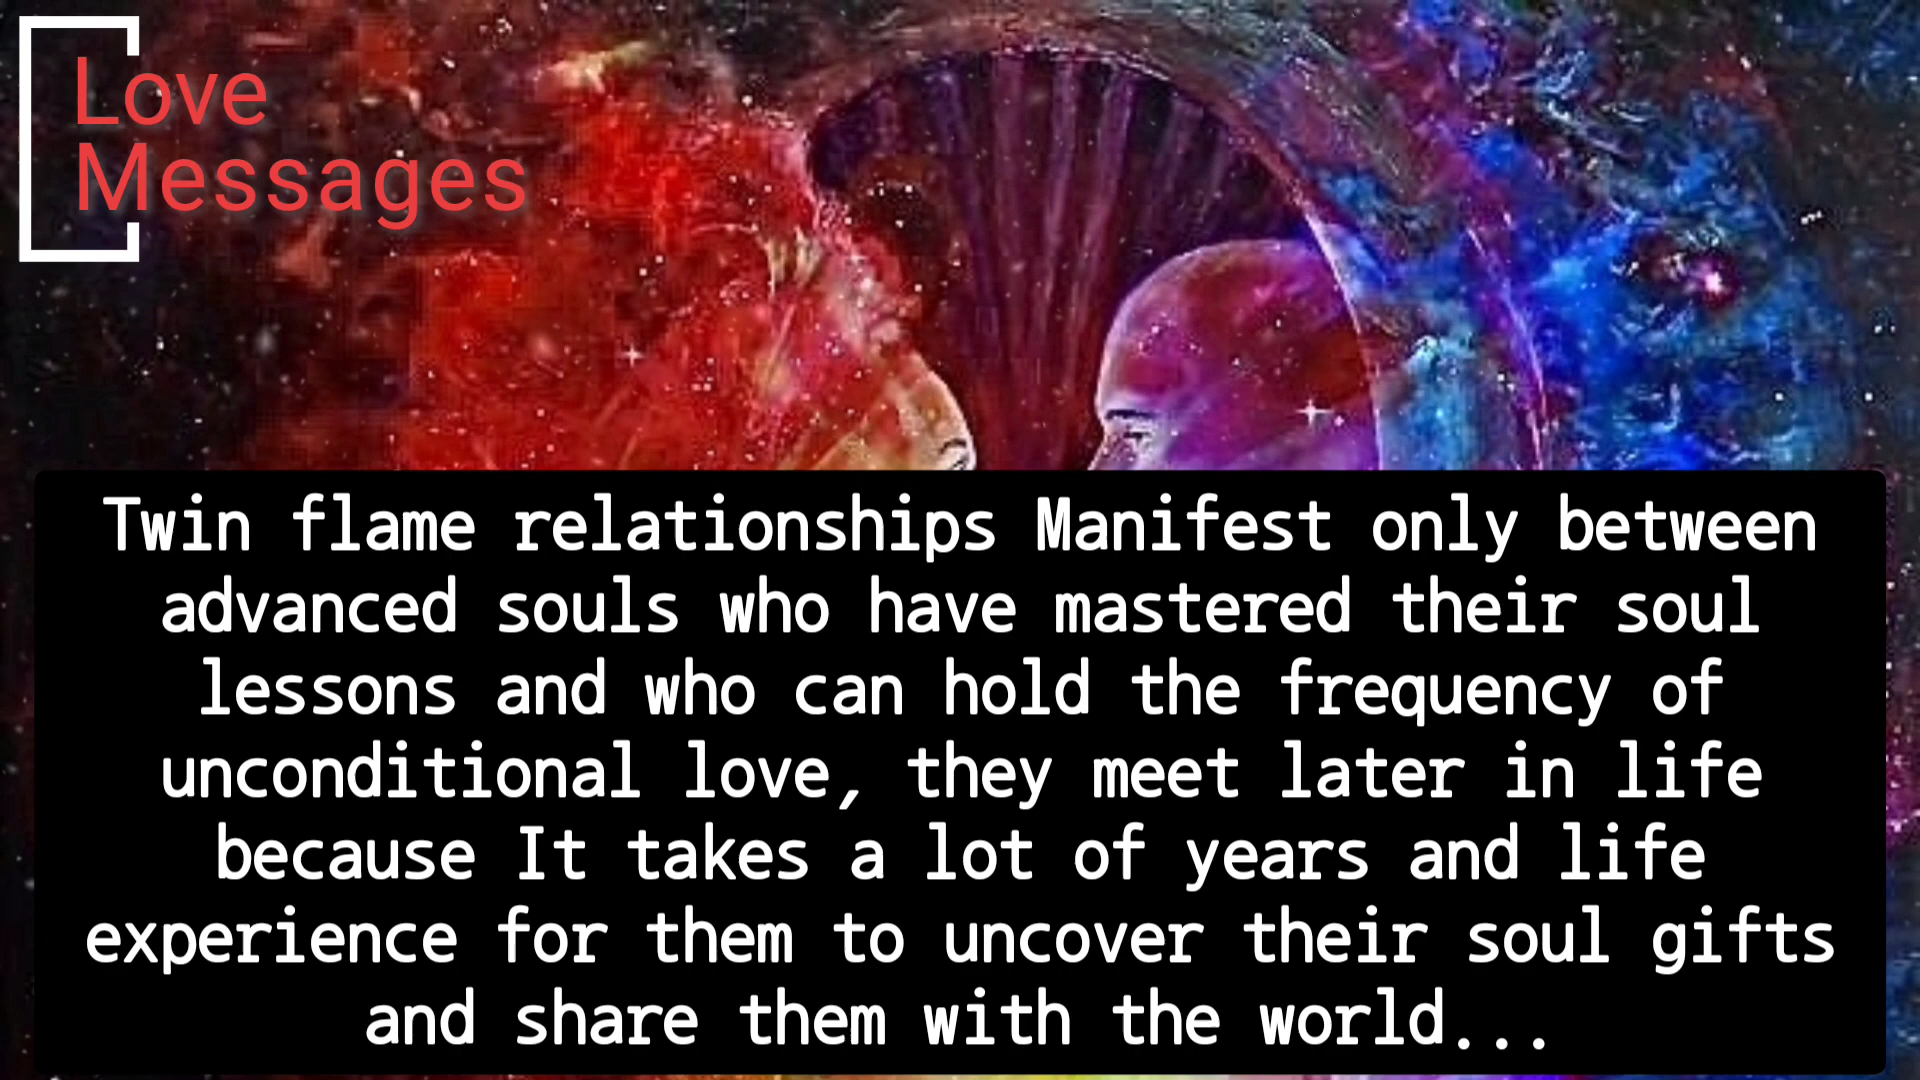 Love
Messages
Twin flame relationships Manifest only between
advanced souls who have mastered their soul
lessons and who can hold the frequency of
unconditional love, they meet later in life
because It takes a lot of years and life
experience for them to uncover their soul gifts
and share them with the world...